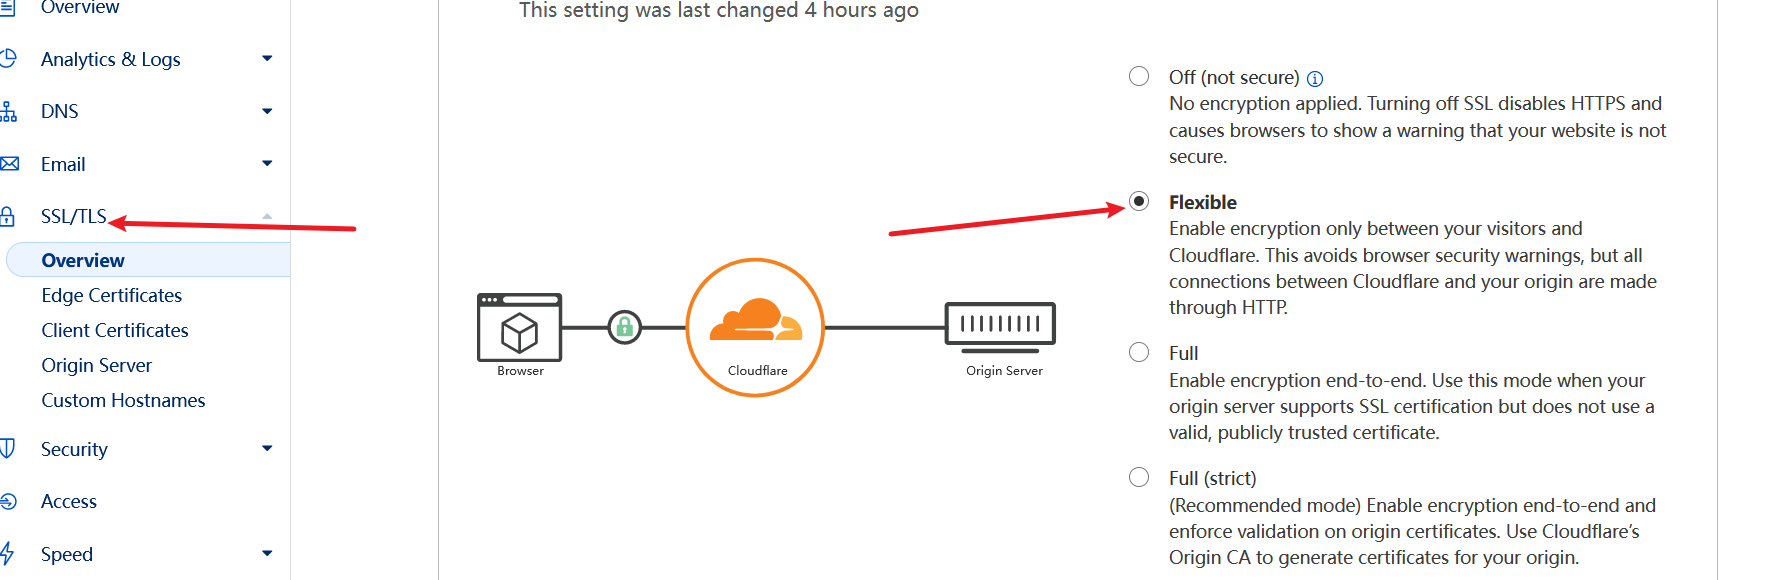 Overview
Analytics & Logs
DNS
Email
SSL/TLS
Overview
Edge Certificates
Client Certificates
Origin Server
Custom Hostnames
Security
Access
Speed
This setting was last changed 4 hours ago
Browser
Cloudflare
Origin Server
Off (not secure)
No encryption applied. Turning off SSL disables HTTPS and
causes browsers to show a warning that your website is not
secure.
Flexible
Enable encryption only between your visitors and
Cloudflare. This avoids browser security warnings, but all
connections between Cloudflare and your origin are made
through HTTP.
Full
Enable encryption end-to-end. Use this mode when your
origin server supports SSL certification but does not use a
valid, publicly trusted certificate.
Full (strict)
(Recommended mode) Enable encryption end-to-end and
enforce validation on origin certificates. Use Cloudflare’s
Origin CA to generate certificates for your origin.